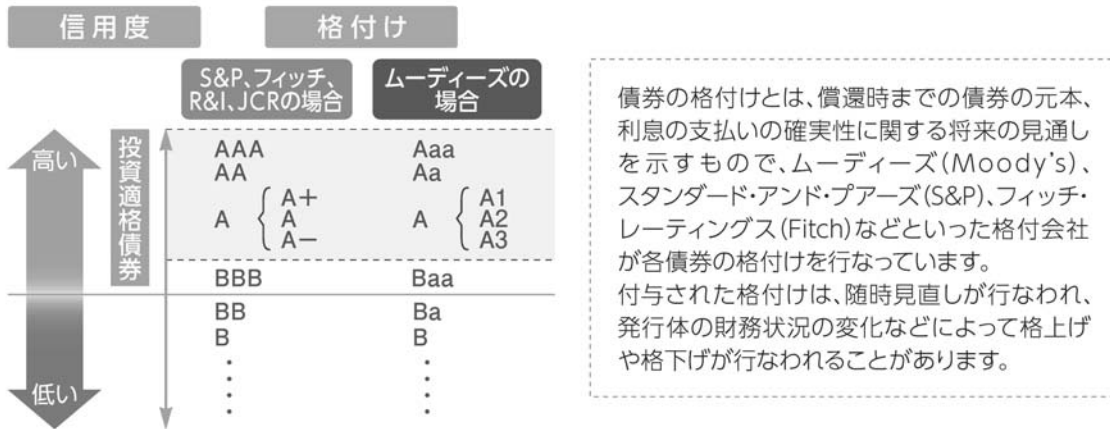 信用度
格付け
S&P、フィッチ、
R&I、JCRの場合
ムーディーズの
場合
高い
低い
投資適格債券
AAA Aaa
AA Aa
A { A+ A { A1
A A2
A− A3
BBB Baa
BB Ba
B B
債券の格付けとは、償還時までの債券の元本、
利息の支払いの確実性に関する将来の見通し
を示すもので、ムーディーズ(Moody's)、
スタンダード・アンド・プアーズ(S&P)、フィッチ・
レーティングス(Fitch)などといった格付会社
が各債券の格付けを行なっています。
付与された格付けは、随時見直しが行なわれ、
発行体の財務状況の変化などによって格上げ
や格下げが行なわれることがあります。